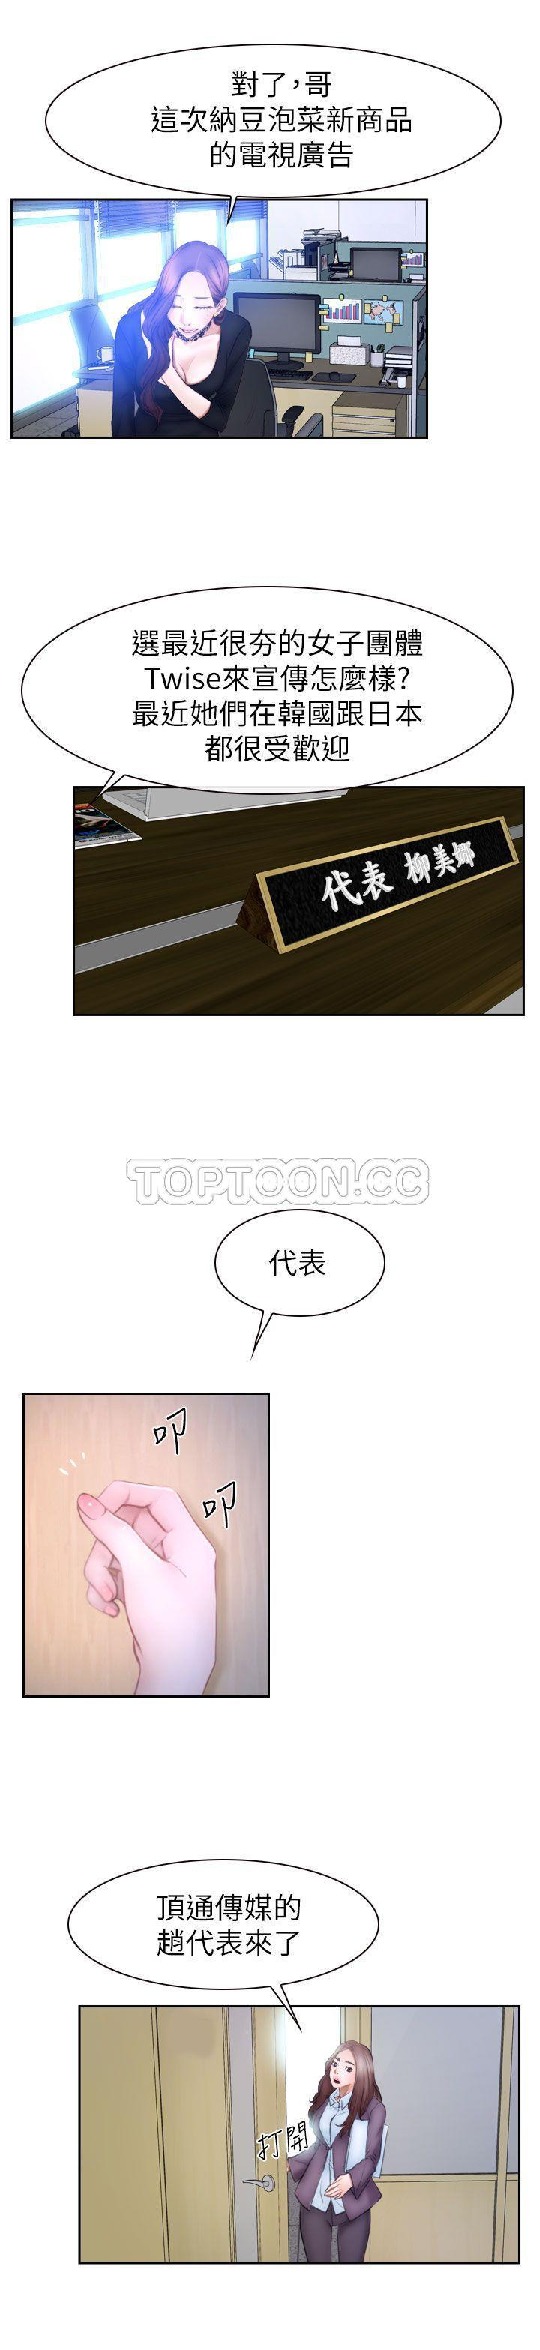 對了,哥
這次納豆泡菜新商品
的電視廣告
選最近很夯的女子團體
Twise來宣傳怎麼樣?
最近她們在韓國跟日本
都很受歡迎
代表 柳美娜
TOPTOON.CC
代表
叩
叩
頂通傳媒的
趙代表來了
打開